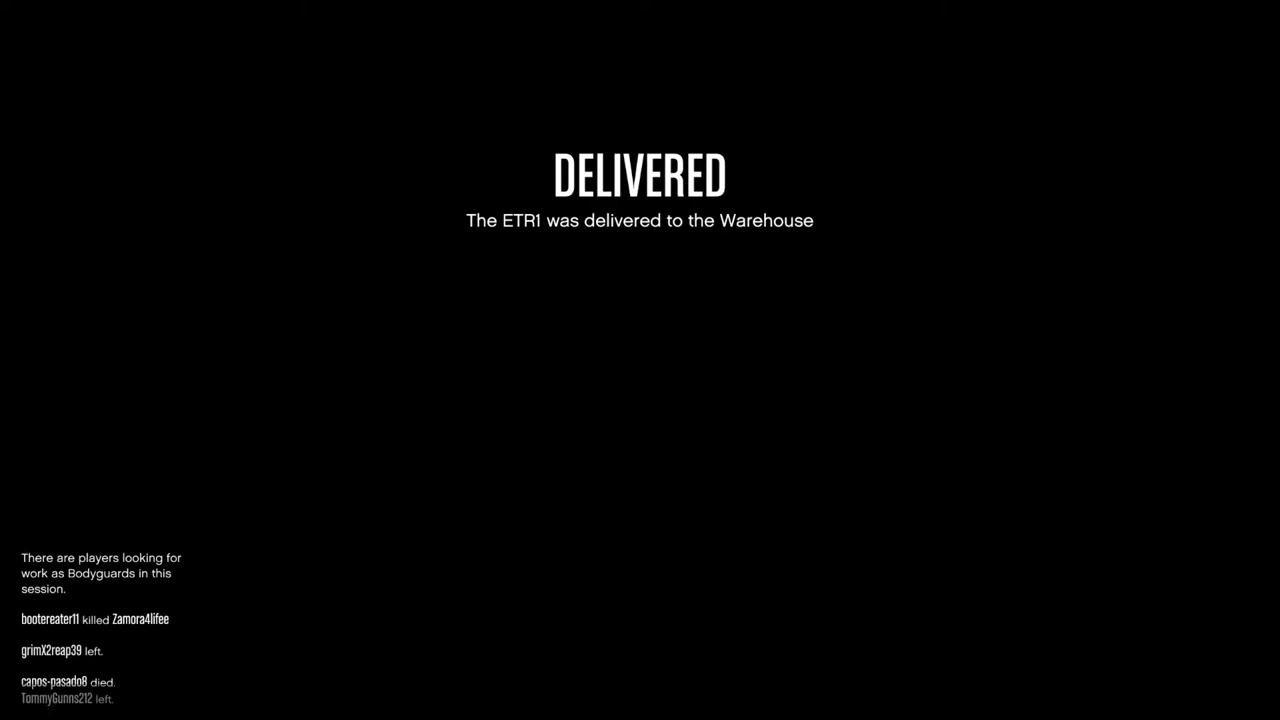 DELIVERED
The ETR1 was delivered to the Warehouse
There are players looking for
work as Bodyguards in this
session.
bootereater11 killed Zamora4lifee
grimX2reap39 left.
capos-pasado8 died.
TommyGunns212 left.